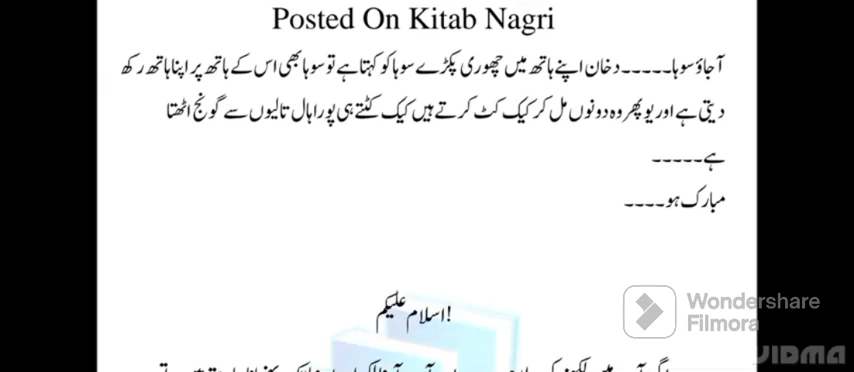 Posted On Kitab Nagri
آجاؤ سوہا۔۔۔۔۔ دخان اپنے ہاتھ میں چھوری پکڑے سوہا کو کہتا ہے تو سوہا بھی اس کے ہاتھ پر اپنا ہاتھ رکھ
دیتی ہے اور یو پھر وہ دونوں مل کر کیک کٹ کرتے ہیں کیک کٹتے ہی پورا ہال تالیوں سے گونج اٹھتا
ہے۔۔۔۔۔
مبارک ہو۔۔۔۔
!اسلام علیکم
Wondershare
Filmora
VIDMA